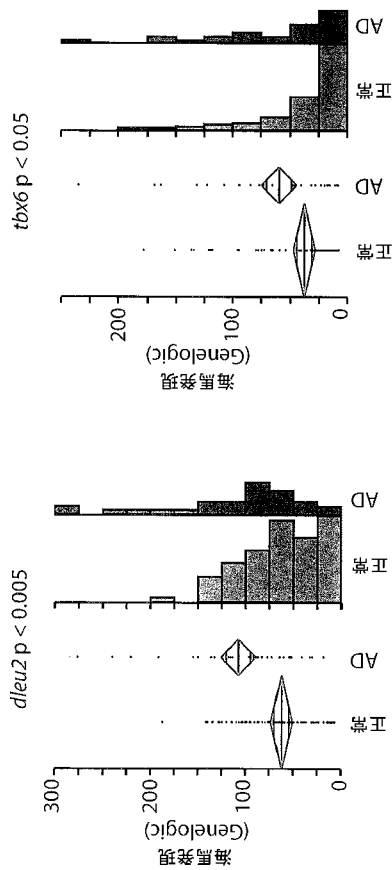 dleu2 p < 0.005
海馬発現
(Genelogic)
300
200
100
0
正常
AD
正常
AD
tbx6 p < 0.05
海馬発現
(Genelogic)
200
100
0
正常
AD
正常
AD